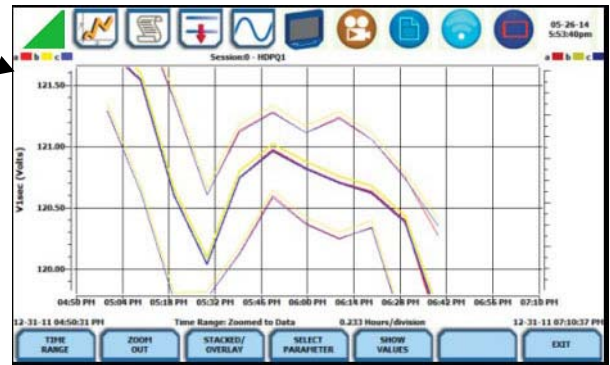 05-26-14
5:53:40pm
a b c
Session:0 - HDPQ1
a b c
V1sec (Volts)
121.50
121.00
120.50
120.00
04:50 PM 05:04 PM 05:18 PM 05:32 PM 05:46 PM 06:00 PM 06:14 PM 06:28 PM 06:42 PM 06:56 PM 07:10 PM
12-31-11 04:50:31 PM Time Range: Zoomed to Data 0.233 Hours/division 12-31-11 07:10:37 PM
TIME RANGE
ZOOM OUT
STACKED/ OVERLAY
SELECT PARAMETER
SHOW VALUES
EXIT